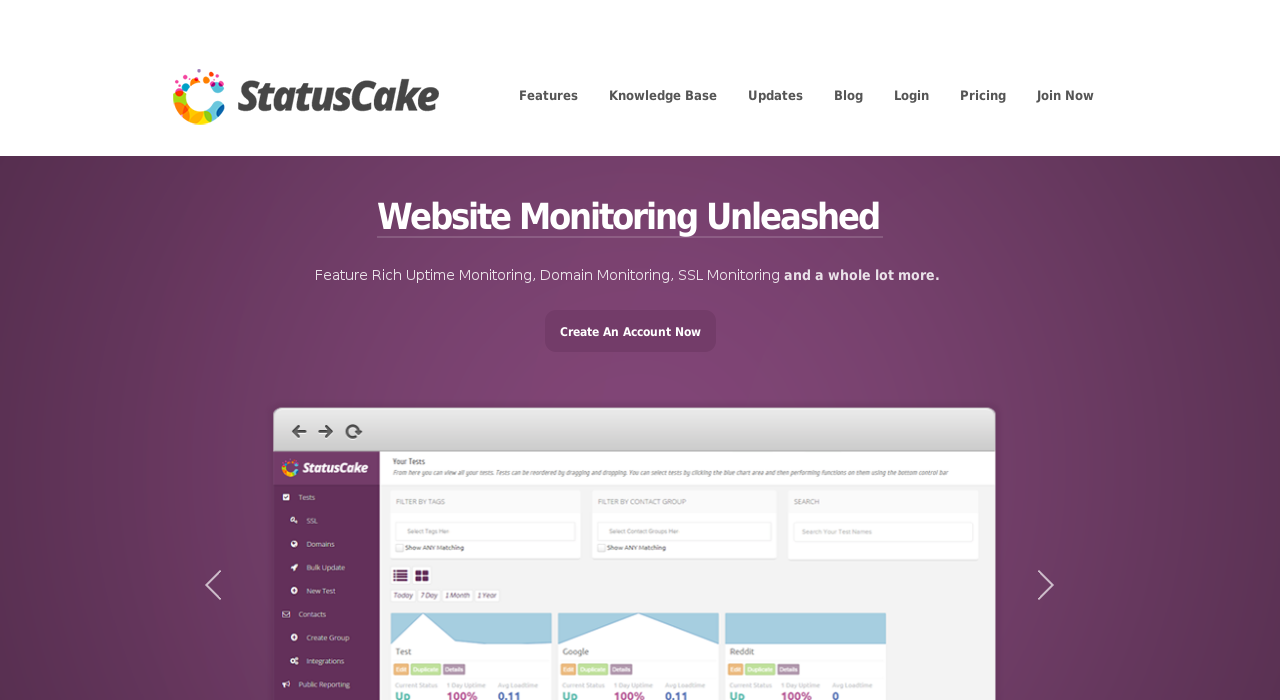 StatusCake
Features Knowledge Base Updates Blog Login Pricing Join Now
Website Monitoring Unleashed
Feature Rich Uptime Monitoring, Domain Monitoring, SSL Monitoring and a whole lot more.
Create An Account Now
StatusCake
Your Tests
From here you can view all your tests. Tests can be reordered by dragging and dropping. You can select tests by clicking the blue chart area and then performing functions on them using the bottom control bar
Tests
SSL
Domains
Bulk Update
New Test
Contacts
Create Group
Integrations
Public Reporting
FILTER BY TAGS FILTER BY CONTACT GROUP SEARCH
Select Tags Her Select Contact Groups Her Search Your Test Names
Show ANY Matching Show ANY Matching
Today 7 Day 1 Month 1 Year
Test Google Reddit
Edit Duplicate Details Edit Duplicate Details Edit Duplicate Details
Current Status 1 Day Uptime Avg Loadtime Current Status 1 Day Uptime Avg Loadtime Current Status 1 Day Uptime Avg Loadtime
Up 100% 0.11 Up 100% 0.11 Up 100% 0